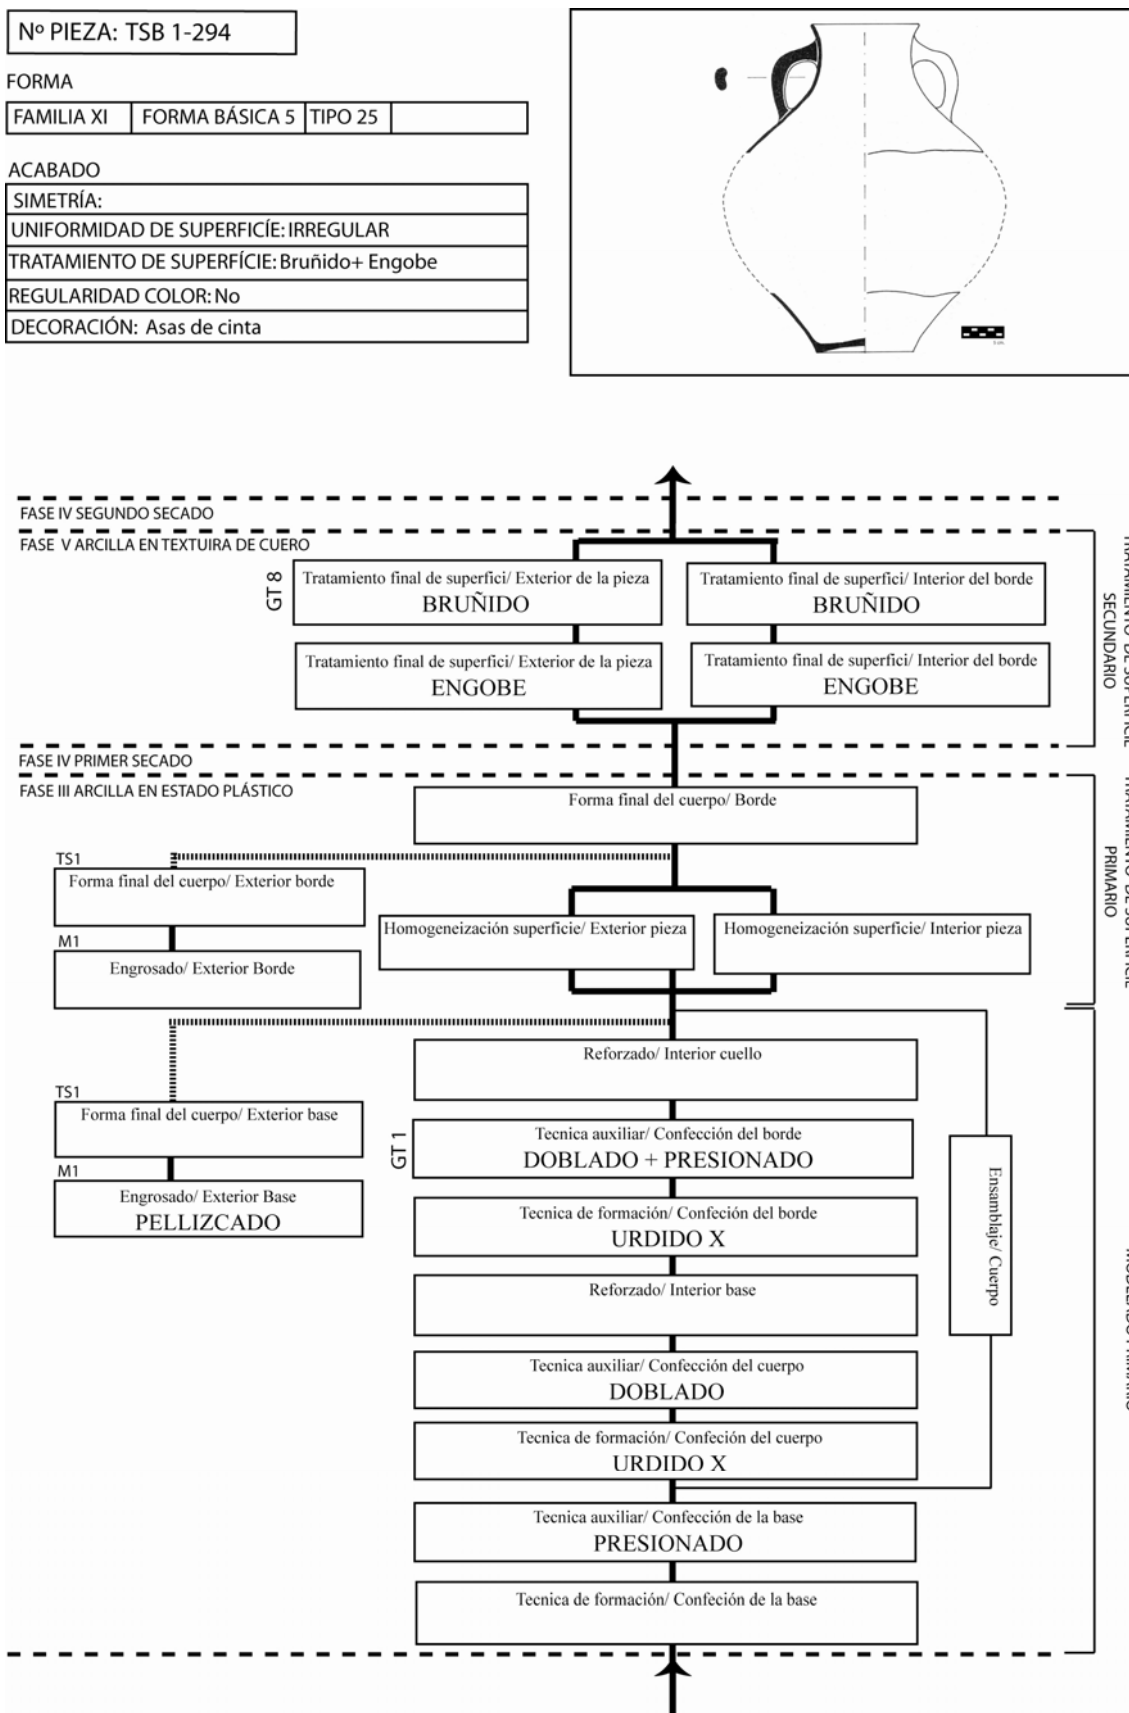 Nº PIEZA: TSB 1-294
FORMA
FAMILIA XI FORMA BÁSICA 5 TIPO 25
ACABADO
SIMETRÍA:
UNIFORMIDAD DE SUPERFICÍE: IRREGULAR
TRATAMIENTO DE SUPERFÍCIE: Bruñido+ Engobe
REGULARIDAD COLOR: No
DECORACIÓN: Asas de cinta
FASE IV SEGUNDO SECADO
FASE V ARCILLA EN TEXTUIRA DE CUERO
GT 8
Tratamiento final de superfici/ Exterior de la pieza
BRUÑIDO
Tratamiento final de superfici/ Interior del borde
BRUÑIDO
Tratamiento final de superfici/ Exterior de la pieza
ENGOBE
Tratamiento final de superfici/ Interior del borde
ENGOBE
TRATAMIENTO DE SUPERFICIE
SECUNDARIO
FASE IV PRIMER SECADO
FASE III ARCILLA EN ESTADO PLÁSTICO
Forma final del cuerpo/ Borde
TS1
Forma final del cuerpo/ Exterior borde
M1
Engrosado/ Exterior Borde
Homogeneización superficie/ Exterior pieza
Homogeneización superficie/ Interior pieza
TRATAMIENTO DE SUPERFICIE
PRIMARIO
Reforzado/ Interior cuello
TS1
Forma final del cuerpo/ Exterior base
M1
Engrosado/ Exterior Base
PELLIZCADO
GT 1
Tecnica auxiliar/ Confección del borde
DOBLADO + PRESIONADO
Tecnica de formación/ Confeción del borde
URDIDO X
Reforzado/ Interior base
Tecnica auxiliar/ Confección del cuerpo
DOBLADO
Tecnica de formación/ Confeción del cuerpo
URDIDO X
Ensamblaje/ Cuerpo
Tecnica auxiliar/ Confección de la base
PRESIONADO
Tecnica de formación/ Confeción de la base